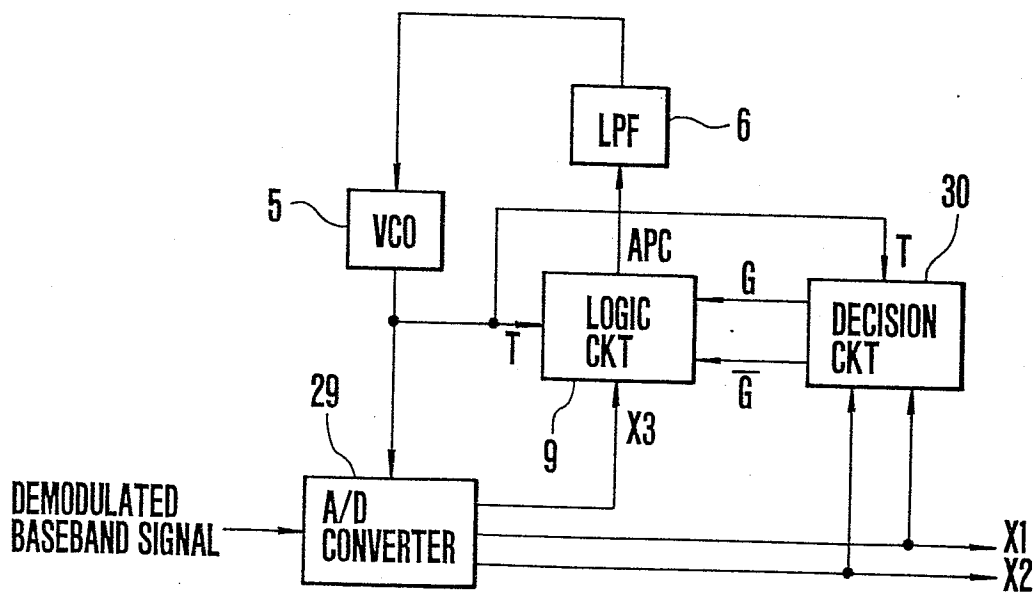 LPF
6
5
VCO
30
APC
T
G
LOGIC
CKT
DECISION
CKT
T
G̅
29
9
X3
DEMODULATED
BASEBAND SIGNAL
A/D
CONVERTER
X1
X2